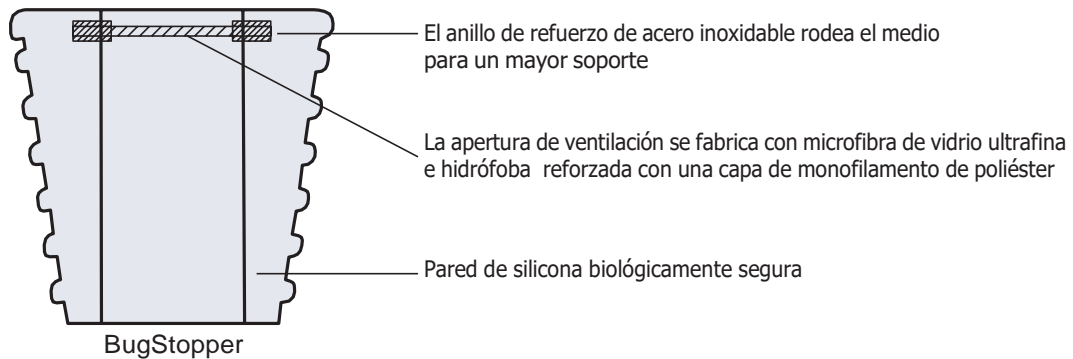 El anillo de refuerzo de acero inoxidable rodea el medio
para un mayor soporte
La apertura de ventilación se fabrica con microfibra de vidrio ultrafina
e hidrófoba reforzada con una capa de monofilamento de poliéster
Pared de silicona biológicamente segura
BugStopper